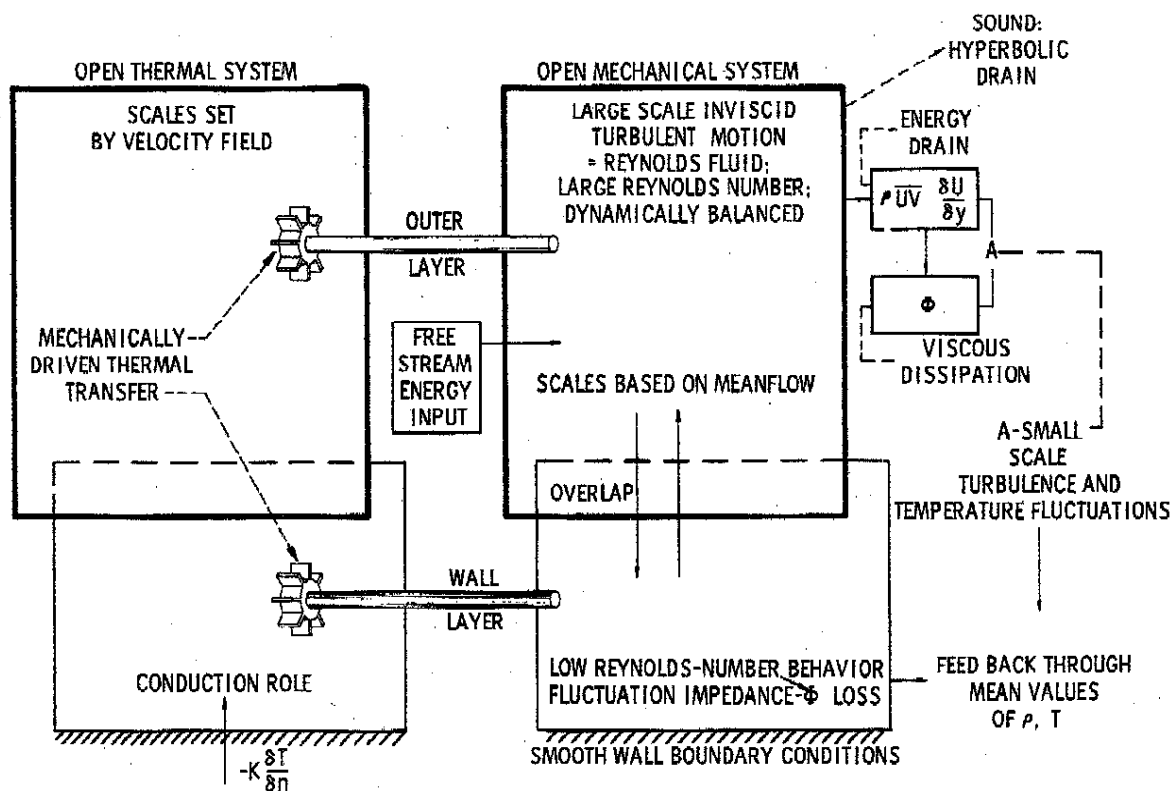 SOUND:
HYPERBOLIC
DRAIN
OPEN THERMAL SYSTEM
SCALES SET
BY VELOCITY FIELD
OPEN MECHANICAL SYSTEM
LARGE SCALE INVISCID
TURBULENT MOTION
= REYNOLDS FLUID;
LARGE REYNOLDS NUMBER;
DYNAMICALLY BALANCED
ENERGY
DRAIN
ρ UV δU/δy
A
Φ
VISCOUS
DISSIPATION
OUTER
LAYER
MECHANICALLY
DRIVEN THERMAL
TRANSFER
FREE
STREAM
ENERGY
INPUT
SCALES BASED ON MEANFLOW
A-SMALL
SCALE
TURBULENCE AND
TEMPERATURE FLUCTUATIONS
OVERLAP
WALL
LAYER
CONDUCTION ROLE
LOW REYNOLDS-NUMBER BEHAVIOR
FLUCTUATION IMPEDANCE-Φ LOSS
FEED BACK THROUGH
MEAN VALUES
OF ρ, T
SMOOTH WALL BOUNDARY CONDITIONS
-K δT/δn